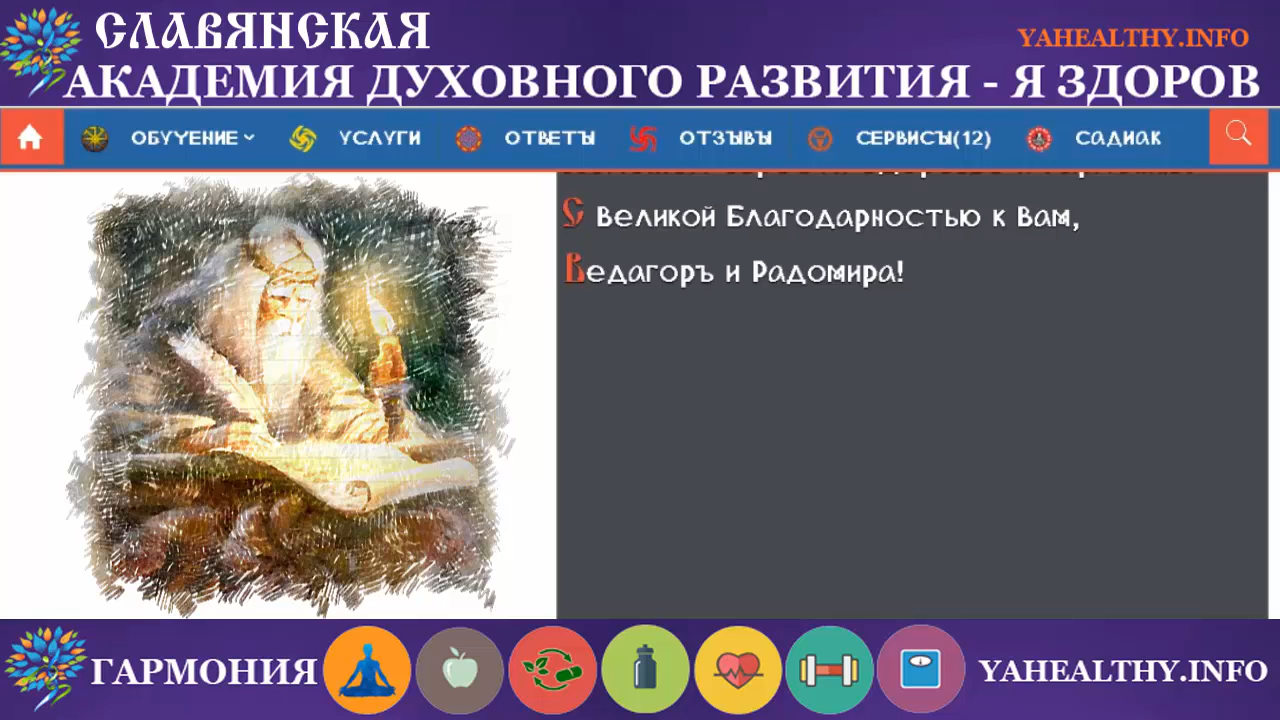 СЛАВЯНСКАЯ
YAHEALTHY.INFO
АКАДЕМИЯ ДУХОВНОГО РАЗВИТИЯ - Я ЗДОРОВ
ОБУЧЕНИЕ УСЛУГИ ОТВЕТЫ ОТЗЫВЫ СЕРВИСЫ(12) САДИАК
С Великой Благодарностью к Вам,
Ведагоръ и Радомира!
ГАРМОНИЯ
YAHEALTHY.INFO